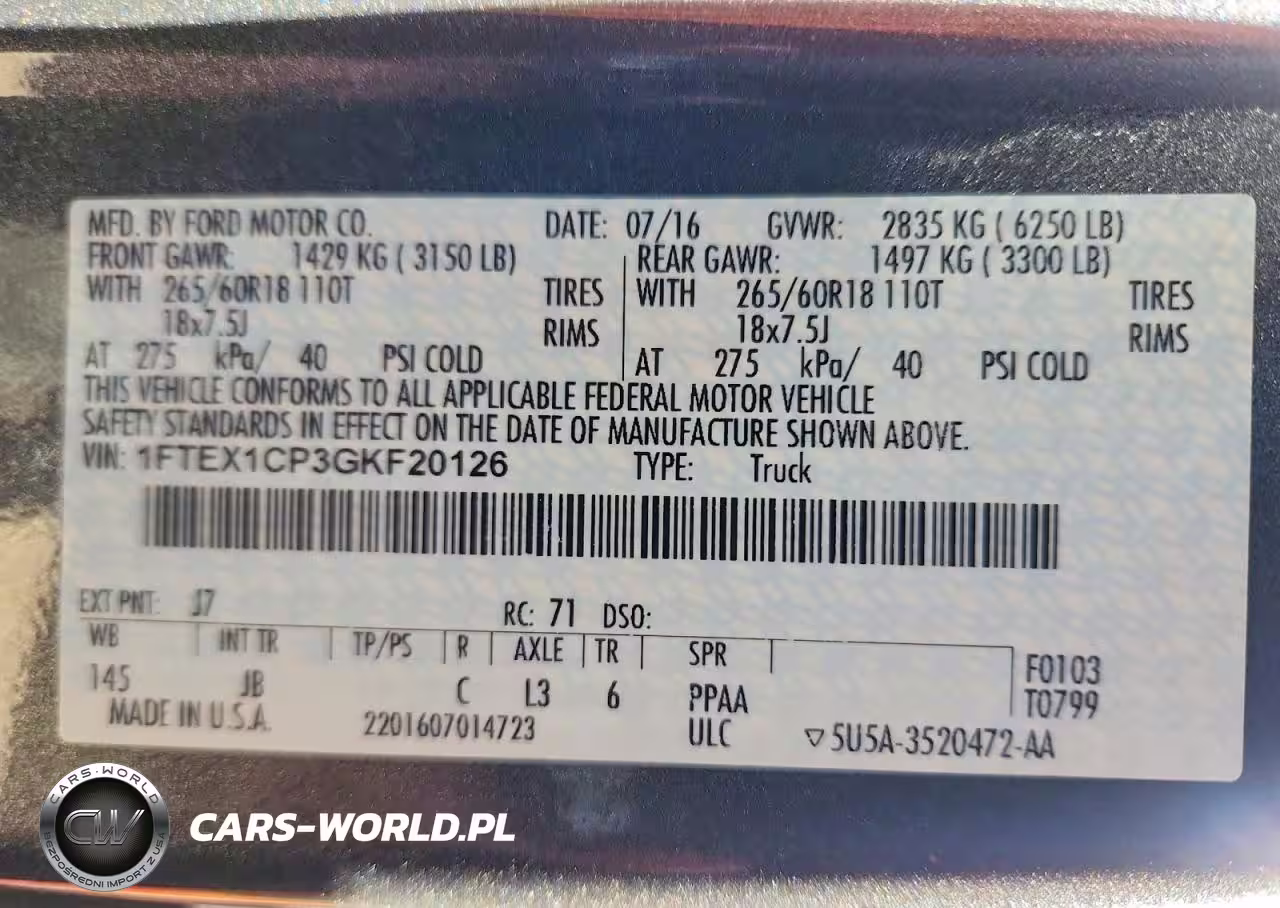 MFD. BY FORD MOTOR CO. DATE: 07/16 GVWR: 2835 KG ( 6250 LB)
FRONT GAWR: 1429 KG ( 3150 LB) REAR GAWR: 1497 KG ( 3300 LB)
WITH 265/60R18 110T TIRES WITH 265/60R18 110T TIRES
18x7.5J RIMS 18x7.5J RIMS
AT 275 kPa/ 40 PSI COLD AT 275 kPa/ 40 PSI COLD
THIS VEHICLE CONFORMS TO ALL APPLICABLE FEDERAL MOTOR VEHICLE
SAFETY STANDARDS IN EFFECT ON THE DATE OF MANUFACTURE SHOWN ABOVE.
VIN: 1FTEX1CP3GKF20126 TYPE: Truck
EXT PNT: J7 RC: 71 DSO:
WB INT TR TP/PS R AXLE TR SPR F0103
145 JB C L3 6 PPAA T0799
MADE IN U.S.A. 2201607014723 ULC ▽5U5A-3520472-AA
CARS-WORLD
CW
BEZPOŚREDNI IMPORT Z USA
CARS-WORLD.PL